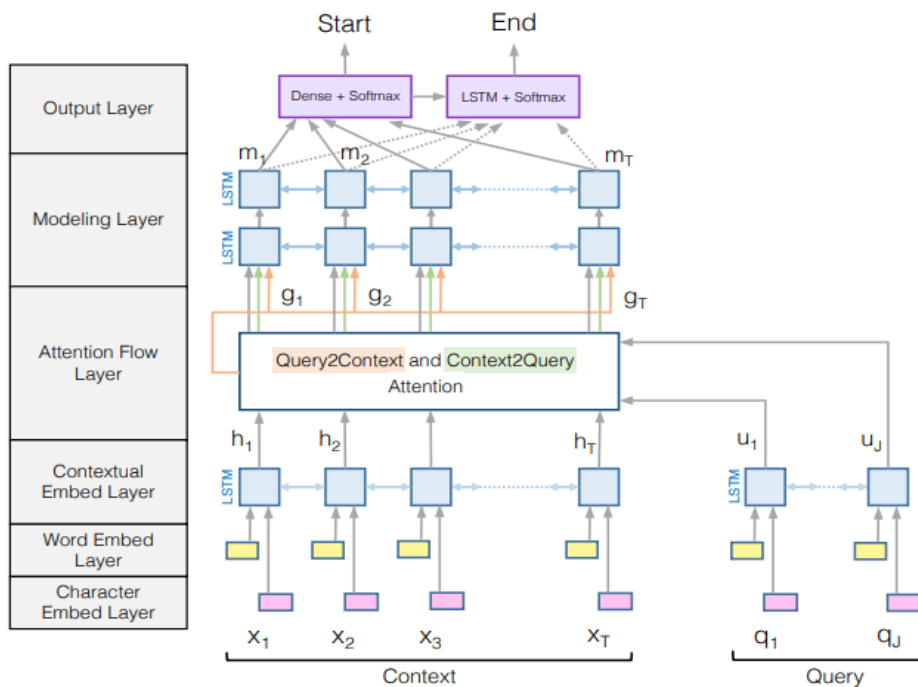 Start End
Output Layer
Dense + Softmax
LSTM + Softmax
m1 m2 mT
LSTM
Modeling Layer
LSTM
g1 g2 gT
Attention Flow
Layer
Query2Context and Context2Query
Attention
h1 h2 hT u1 uJ
Contextual
Embed Layer
LSTM
LSTM
Word Embed
Layer
Character
Embed Layer
x1 x2 x3 xT q1 qJ
Context Query